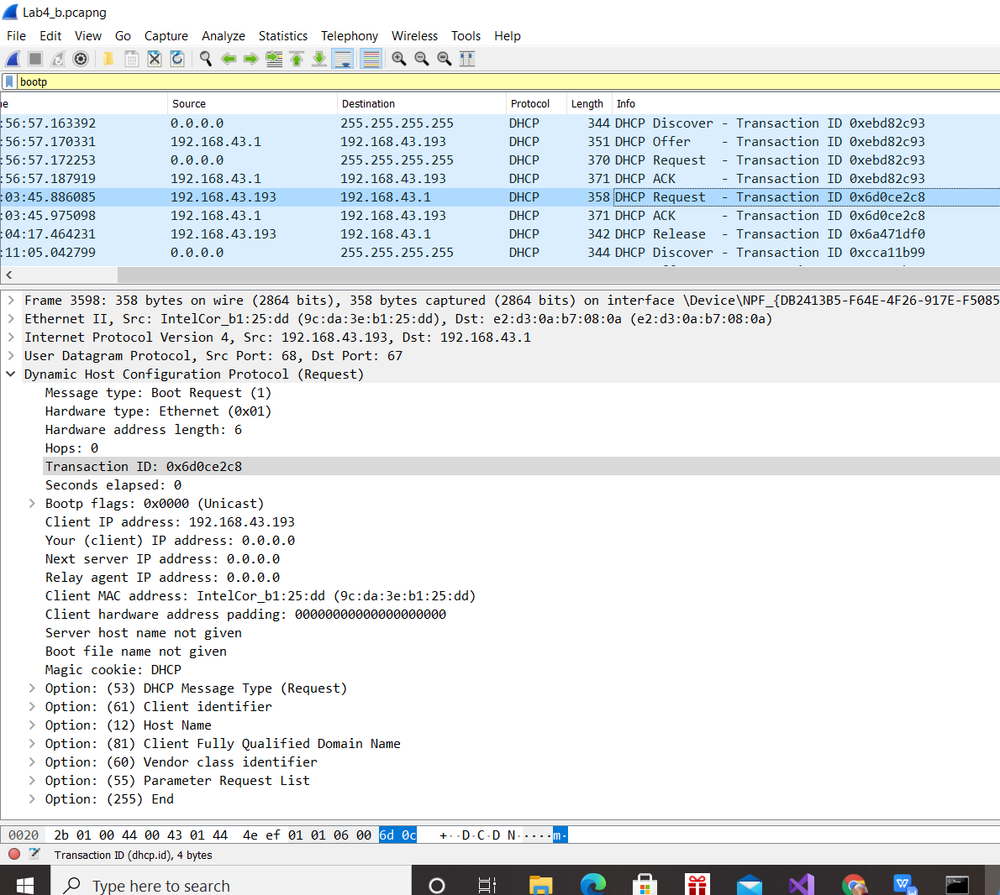 Lab4_b.pcapng
File Edit View Go Capture Analyze Statistics Telephony Wireless Tools Help
bootp
Source Destination Protocol Length Info
:56:57.163392 0.0.0.0 255.255.255.255 DHCP 344 DHCP Discover - Transaction ID 0xebd82c93
:56:57.170331 192.168.43.1 192.168.43.193 DHCP 351 DHCP Offer - Transaction ID 0xebd82c93
:56:57.172253 0.0.0.0 255.255.255.255 DHCP 370 DHCP Request - Transaction ID 0xebd82c93
:56:57.187919 192.168.43.1 192.168.43.193 DHCP 371 DHCP ACK - Transaction ID 0xebd82c93
:03:45.886085 192.168.43.193 192.168.43.1 DHCP 358 DHCP Request - Transaction ID 0x6d0ce2c8
:03:45.975098 192.168.43.1 192.168.43.193 DHCP 371 DHCP ACK - Transaction ID 0x6d0ce2c8
:04:17.464231 192.168.43.193 192.168.43.1 DHCP 342 DHCP Release - Transaction ID 0x6a471df0
:11:05.042799 0.0.0.0 255.255.255.255 DHCP 344 DHCP Discover - Transaction ID 0xcca11b99
Frame 3598: 358 bytes on wire (2864 bits), 358 bytes captured (2864 bits) on interface \Device\NPF_{DB2413B5-F64E-4F26-917E-F5085
Ethernet II, Src: IntelCor_b1:25:dd (9c:da:3e:b1:25:dd), Dst: e2:d3:0a:b7:08:0a (e2:d3:0a:b7:08:0a)
Internet Protocol Version 4, Src: 192.168.43.193, Dst: 192.168.43.1
User Datagram Protocol, Src Port: 68, Dst Port: 67
Dynamic Host Configuration Protocol (Request)
Message type: Boot Request (1)
Hardware type: Ethernet (0x01)
Hardware address length: 6
Hops: 0
Transaction ID: 0x6d0ce2c8
Seconds elapsed: 0
Bootp flags: 0x0000 (Unicast)
Client IP address: 192.168.43.193
Your (client) IP address: 0.0.0.0
Next server IP address: 0.0.0.0
Relay agent IP address: 0.0.0.0
Client MAC address: IntelCor_b1:25:dd (9c:da:3e:b1:25:dd)
Client hardware address padding: 00000000000000000000
Server host name not given
Boot file name not given
Magic cookie: DHCP
Option: (53) DHCP Message Type (Request)
Option: (61) Client identifier
Option: (12) Host Name
Option: (81) Client Fully Qualified Domain Name
Option: (60) Vendor class identifier
Option: (55) Parameter Request List
Option: (255) End
0020 2b 01 00 44 00 43 01 44 4e ef 01 01 06 00 6d 0c +··D·C·D N·····m·
Transaction ID (dhcp.id), 4 bytes
Type here to search